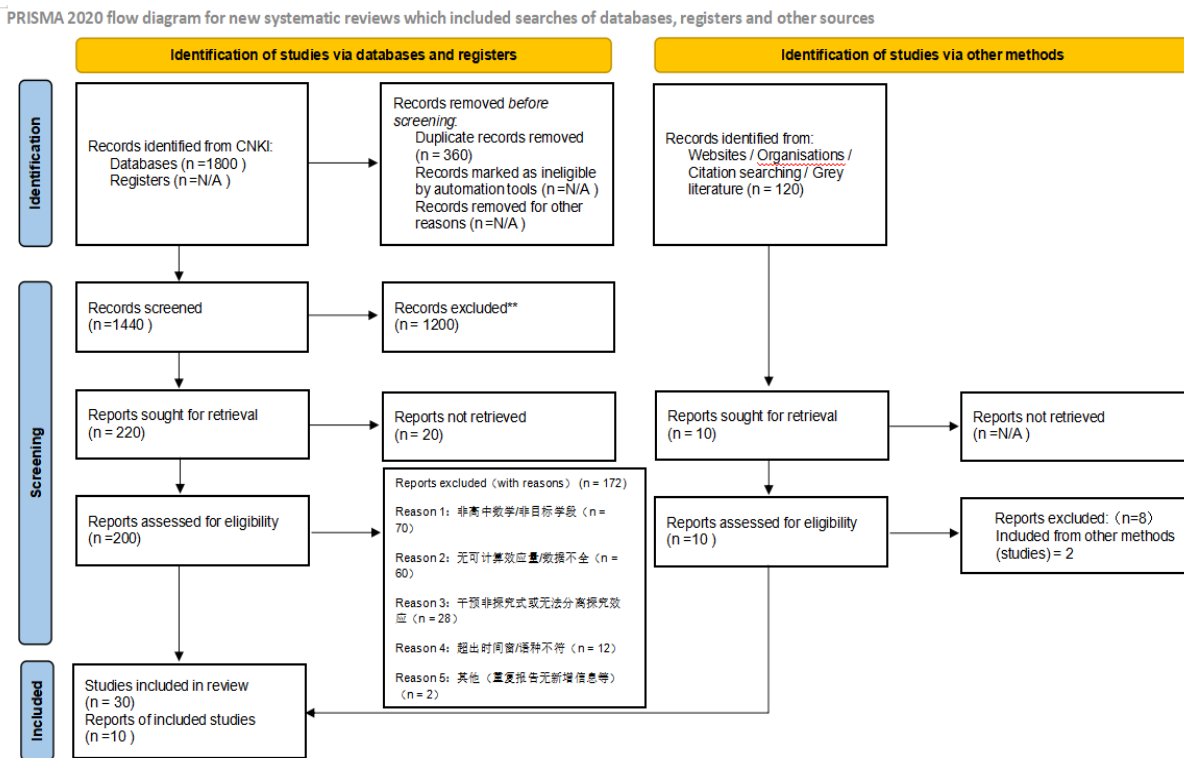 PRISMA 2020 flow diagram for new systematic reviews which included searches of databases, registers and other sources
Identification of studies via databases and registers
Identification of studies via other methods
Identification
Records identified from CNKI:
Databases (n =1800 )
Registers (n=N/A )
Records removed before
screening:
Duplicate records removed
(n = 360)
Records marked as ineligible
by automation tools (n=N/A )
Records removed for other
reasons (n=N/A )
Records identified from:
Websites / Organisations /
Citation searching / Grey
literature (n = 120)
Screening
Records screened
(n =1440 )
Records excluded**
(n = 1200)
Reports sought for retrieval
(n = 220)
Reports not retrieved
(n = 20)
Reports sought for retrieval
(n = 10)
Reports not retrieved
(n =N/A )
Reports assessed for eligibility
(n =200)
Reports excluded（with reasons）(n = 172)
Reason 1：非高中数学/非目标学段（n =
70）
Reason 2：无可计算效应量/数据不全（n =
60）
Reason 3：干预非探究式或无法分离探究效
应（n = 28）
Reason 4：超出时间窗/语种不符（n = 12）
Reason 5：其他（重复报告无新增信息等）
（n = 2）
Reports assessed for eligibility
(n =10 )
Reports excluded:（n=8）
Included from other methods
(studies) = 2
Included
Studies included in review
(n = 30)
Reports of included studies
(n =10 )